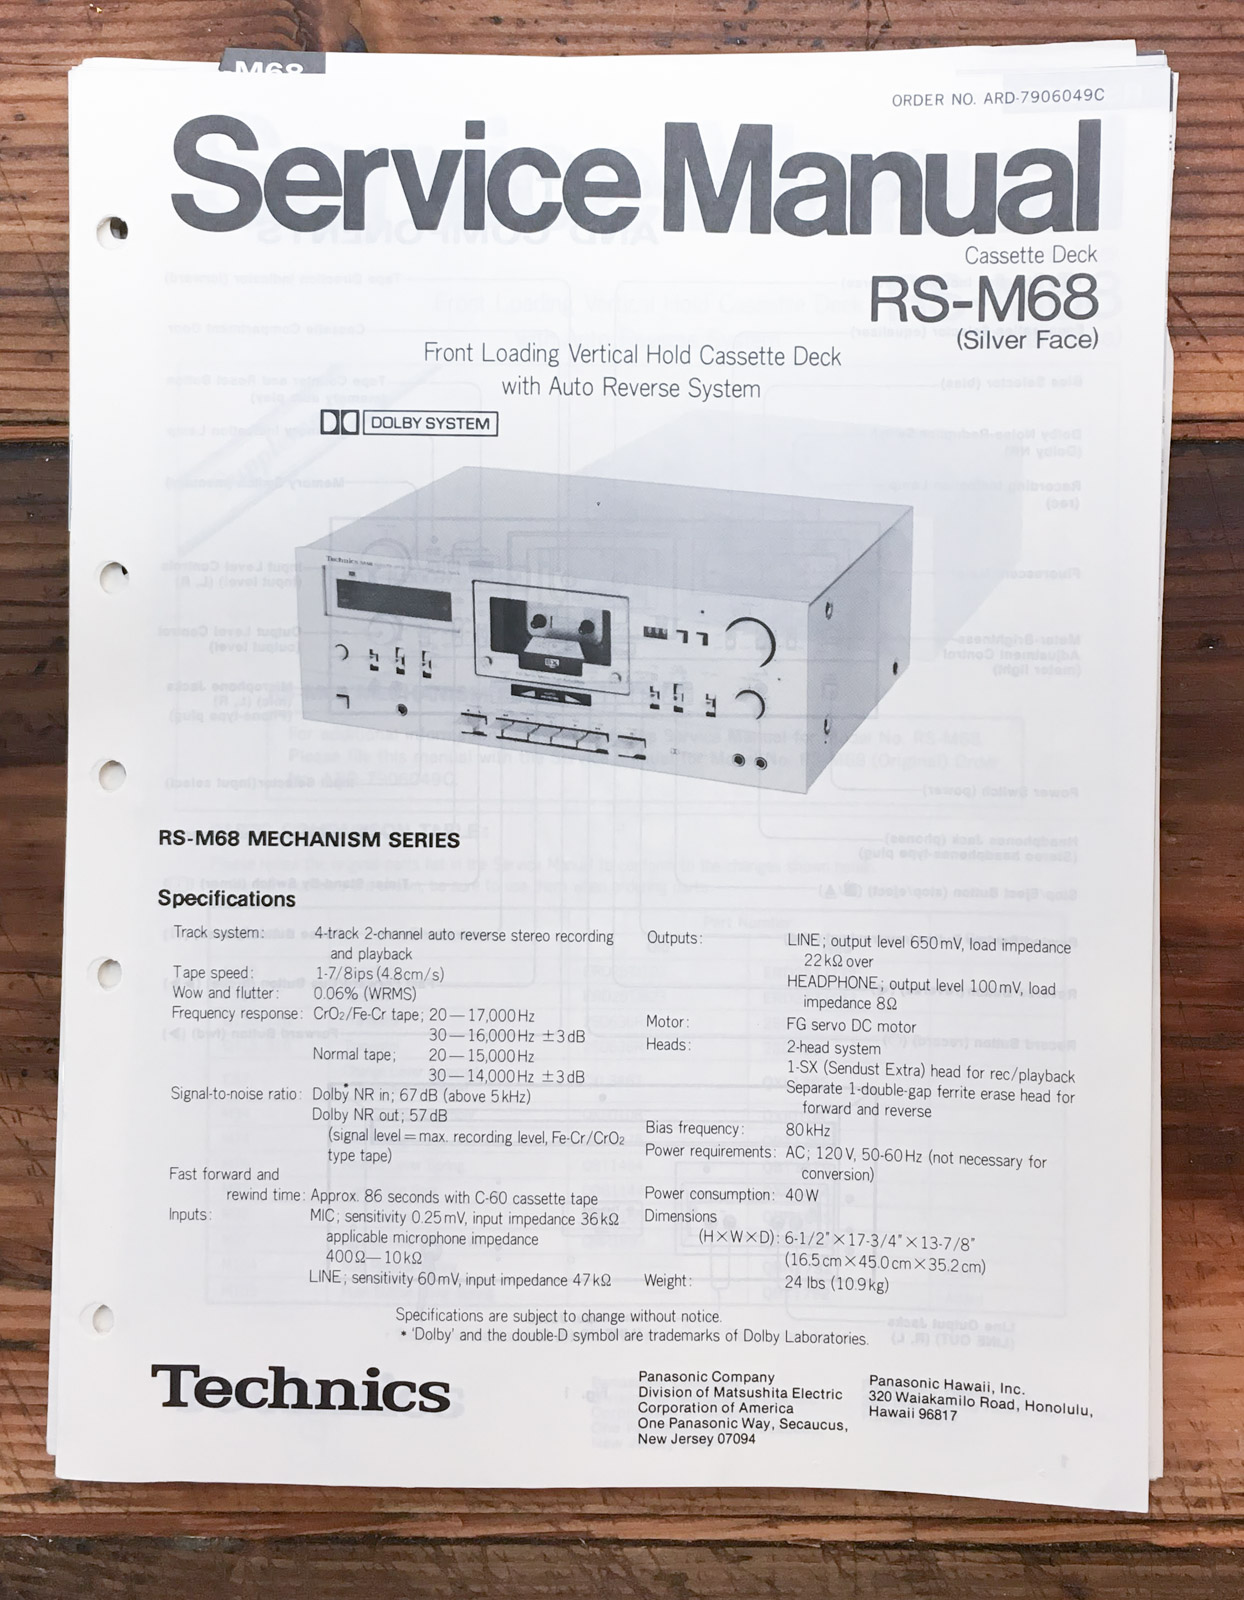 -M68
ORDER NO. ARD-7906049C
Service Manual
Cassette Deck
RS-M68
(Silver Face)
Front Loading Vertical Hold Cassette Deck
with Auto Reverse System
DOLBY SYSTEM
Technics
RS-M68 MECHANISM SERIES
Specifications
Track system: 4-track 2-channel auto reverse stereo recording
and playback
Tape speed: 1-7/8ips (4.8cm/s)
Wow and flutter: 0.06% (WRMS)
Frequency response: CrO₂/Fe-Cr tape; 20—17,000Hz
30—16,000Hz ±3dB
Normal tape; 20—15,000Hz
30—14,000Hz ±3dB
Signal-to-noise ratio: Dolby* NR in; 67dB (above 5kHz)
Dolby NR out; 57dB
(signal level=max. recording level, Fe-Cr/CrO₂
type tape)
Fast forward and
rewind time: Approx. 86 seconds with C-60 cassette tape
Inputs: MIC; sensitivity 0.25mV, input impedance 36kΩ
applicable microphone impedance
400Ω—10kΩ
LINE; sensitivity 60mV, input impedance 47kΩ
Outputs: LINE; output level 650mV, load impedance
22kΩ over
HEADPHONE; output level 100mV, load
impedance 8Ω
Motor: FG servo DC motor
Heads: 2-head system
1-SX (Sendust Extra) head for rec/playback
Separate 1-double-gap ferrite erase head for
forward and reverse
Bias frequency: 80kHz
Power requirements: AC; 120V, 50-60Hz (not necessary for
conversion)
Power consumption: 40W
Dimensions
(H×W×D): 6-1/2"×17-3/4"×13-7/8"
(16.5cm×45.0cm×35.2cm)
Weight: 24 lbs (10.9kg)
Specifications are subject to change without notice.
* 'Dolby' and the double-D symbol are trademarks of Dolby Laboratories.
Technics
Panasonic Company
Division of Matsushita Electric
Corporation of America
One Panasonic Way, Secaucus,
New Jersey 07094
Panasonic Hawaii, Inc.
320 Waiakamilo Road, Honolulu,
Hawaii 96817